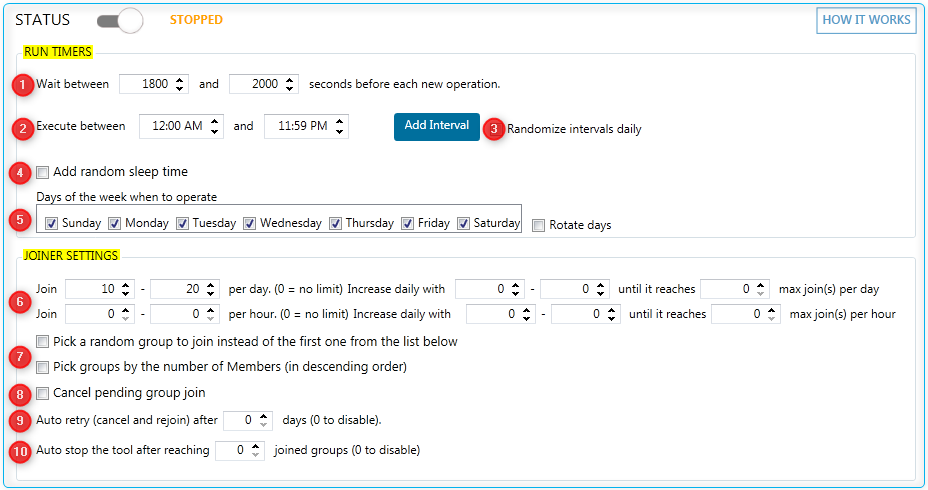 STATUS STOPPED HOW IT WORKS
RUN TIMERS
1 Wait between 1800 and 2000 seconds before each new operation.
2 Execute between 12:00 AM and 11:59 PM Add Interval 3 Randomize intervals daily
4 Add random sleep time
Days of the week when to operate
5 Sunday Monday Tuesday Wednesday Thursday Friday Saturday Rotate days
JOINER SETTINGS
6 Join 10 - 20 per day. (0 = no limit) Increase daily with 0 - 0 until it reaches 0 max join(s) per day
Join 0 - 0 per hour. (0 = no limit) Increase daily with 0 - 0 until it reaches 0 max join(s) per hour
7 Pick a random group to join instead of the first one from the list below
Pick groups by the number of Members (in descending order)
8 Cancel pending group join
9 Auto retry (cancel and rejoin) after 0 days (0 to disable).
10 Auto stop the tool after reaching 0 joined groups (0 to disable)